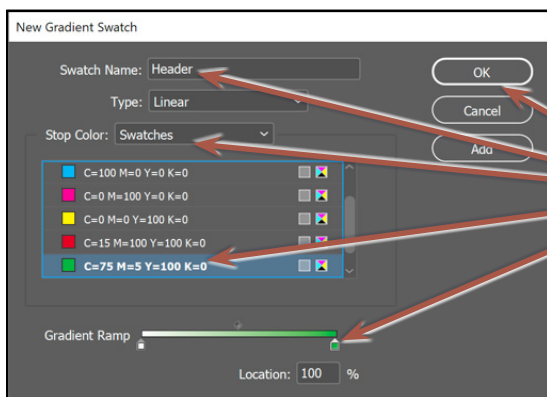 New Gradient Swatch
Swatch Name: Header
OK
Type: Linear
Cancel
Stop Color: Swatches
Add
C=100 M=0 Y=0 K=0
C=0 M=100 Y=0 K=0
C=0 M=0 Y=100 K=0
C=15 M=100 Y=100 K=0
C=75 M=5 Y=100 K=0
Gradient Ramp
Location: 100 %